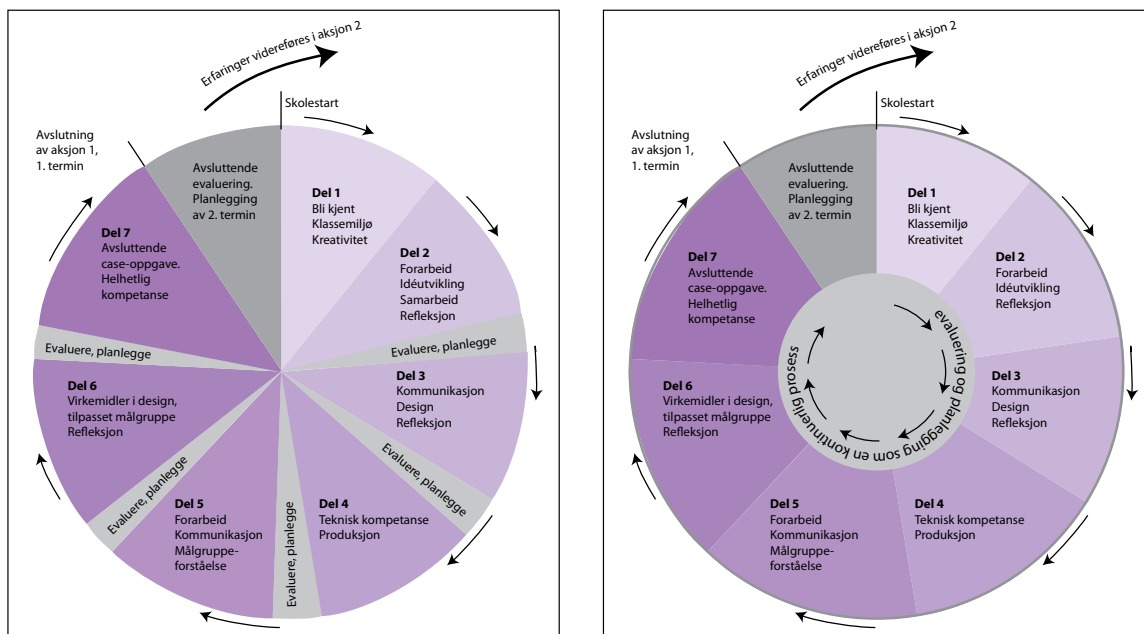 Erfaringer videreføres i aksjon 2
Skolestart
Avslutning
av aksjon 1,
1. termin
Avsluttende
evaluering.
Planlegging
av 2. termin
Del 1
Bli kjent
Klassemiljø
Kreativitet
Del 2
Forarbeid
Idéutvikling
Samarbeid
Refleksjon
Evaluere, planlegge
Del 3
Kommunikasjon
Design
Refleksjon
Evaluere, planlegge
Del 4
Teknisk kompetanse
Produksjon
Evaluere, planlegge
Del 5
Forarbeid
Kommunikasjon
Målgruppe-
forståelse
Evaluere, planlegge
Del 6
Virkemidler i design,
tilpasset målgruppe
Refleksjon
Evaluere, planlegge
Del 7
Avsluttende
case-oppgave.
Helhetlig
kompetanse
Erfaringer videreføres i aksjon 2
Skolestart
Avslutning
av aksjon 1,
1. termin
Avsluttende
evaluering.
Planlegging
av 2. termin
Del 1
Bli kjent
Klassemiljø
Kreativitet
Del 2
Forarbeid
Idéutvikling
Refleksjon
Del 3
Kommunikasjon
Design
Refleksjon
Del 4
Teknisk kompetanse
Produksjon
Del 5
Forarbeid
Kommunikasjon
Målgruppe-
forståelse
Del 6
Virkemidler i design,
tilpasset målgruppe
Refleksjon
Del 7
Avsluttende
case-oppgave.
Helhetlig
kompetanse
evaluering og planlegging som en kontinuerlig prosess